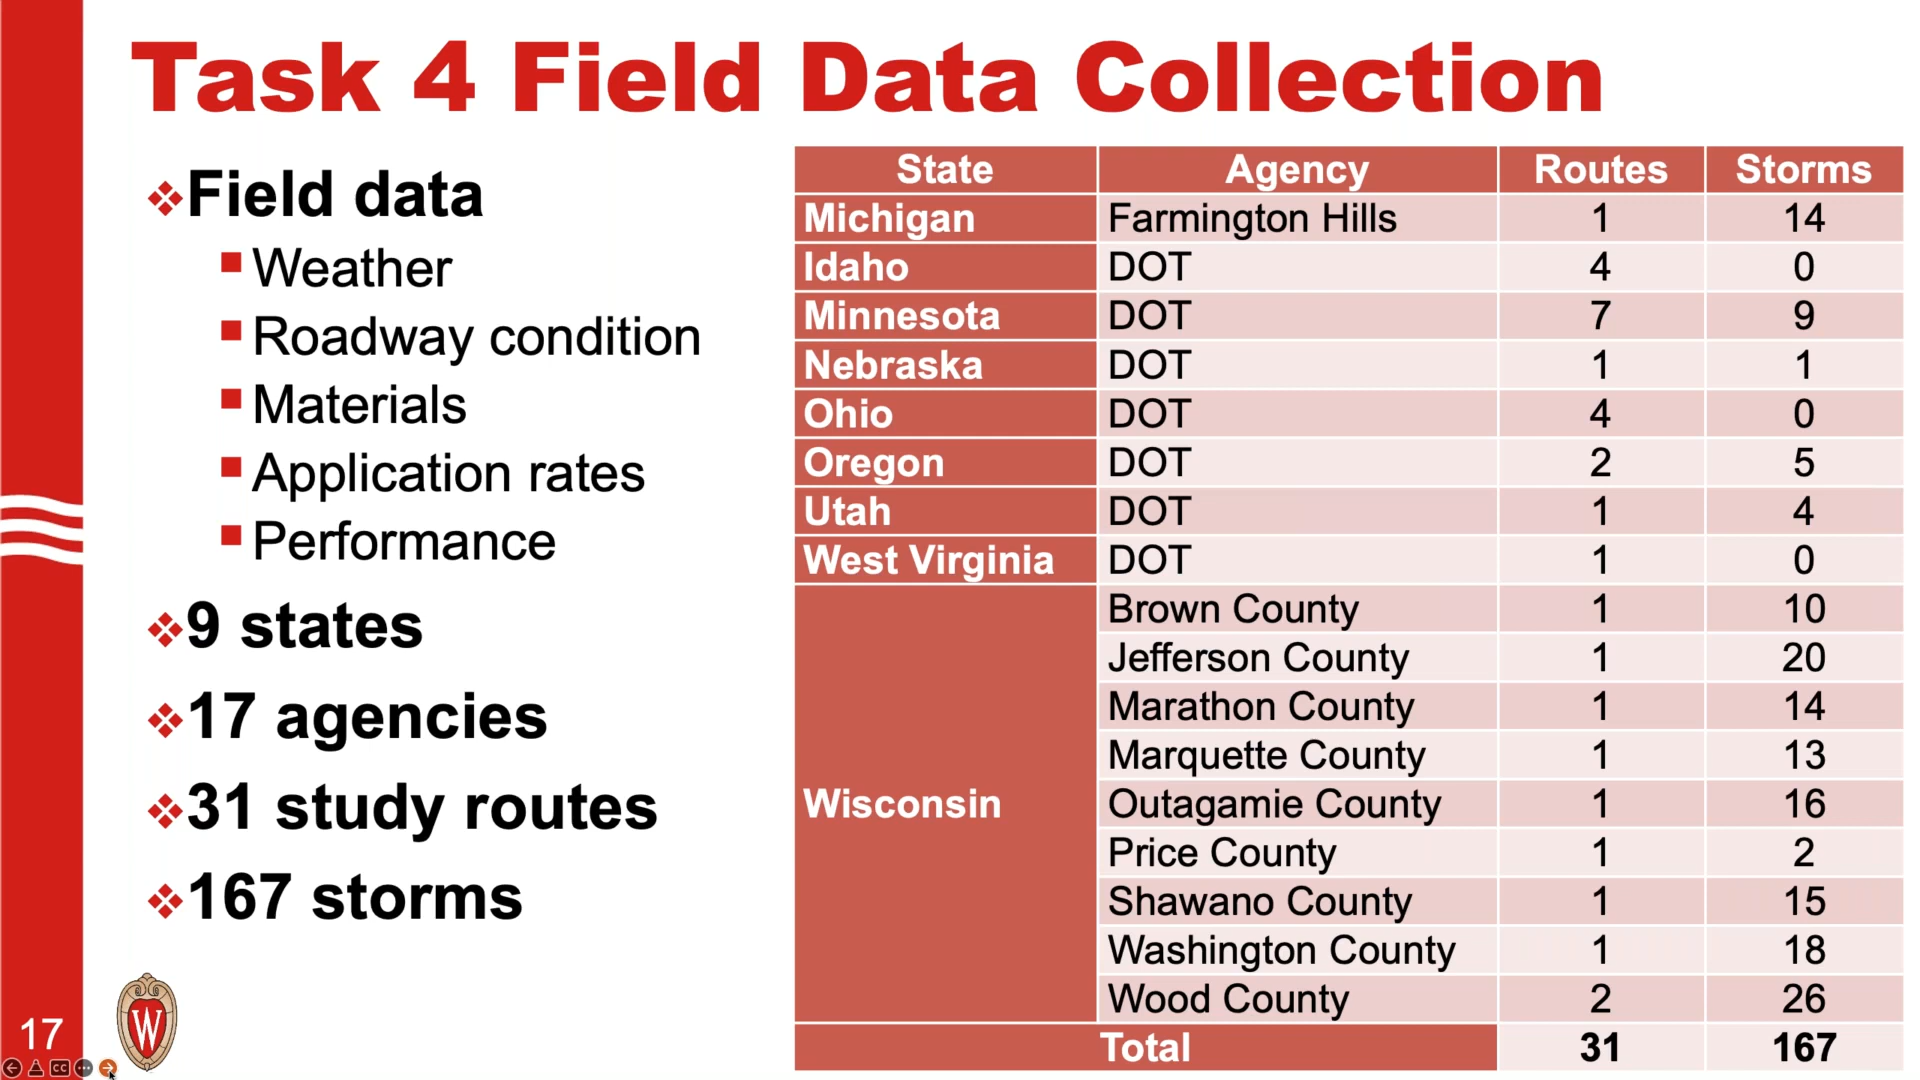 Task 4 Field Data Collection
Field data
Weather
Roadway condition
Materials
Application rates
Performance
9 states
17 agencies
31 study routes
167 storms
State Agency Routes Storms
Michigan Farmington Hills 1 14
Idaho DOT 4 0
Minnesota DOT 7 9
Nebraska DOT 1 1
Ohio DOT 4 0
Oregon DOT 2 5
Utah DOT 1 4
West Virginia DOT 1 0
Wisconsin
Brown County 1 10
Jefferson County 1 20
Marathon County 1 14
Marquette County 1 13
Outagamie County 1 16
Price County 1 2
Shawano County 1 15
Washington County 1 18
Wood County 2 26
Total 31 167
W
17
CC